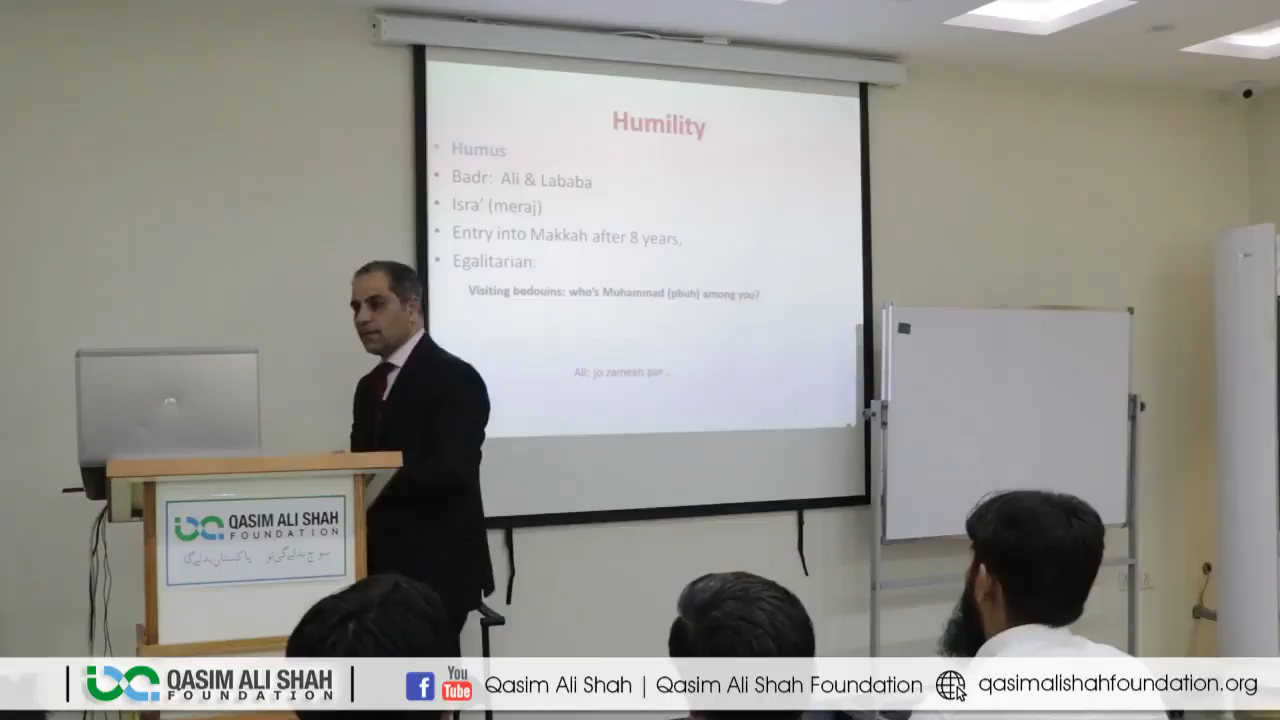 Humility
• Humus
• Badr: Ali & Lababa
• Isra' (meraj)
• Entry into Makkah after 8 years.
• Egalitarian:
Visiting bedouins: who's Muhammad (pbuh) among you?
Ali: jo zameen par...
QASIM ALI SHAH
FOUNDATION
سوچ بدلے گی تو پاکستان بدلے گا
QASIM ALI SHAH
FOUNDATION
You
Tube
Qasim Ali Shah | Qasim Ali Shah Foundation
qasimalishahfoundation.org